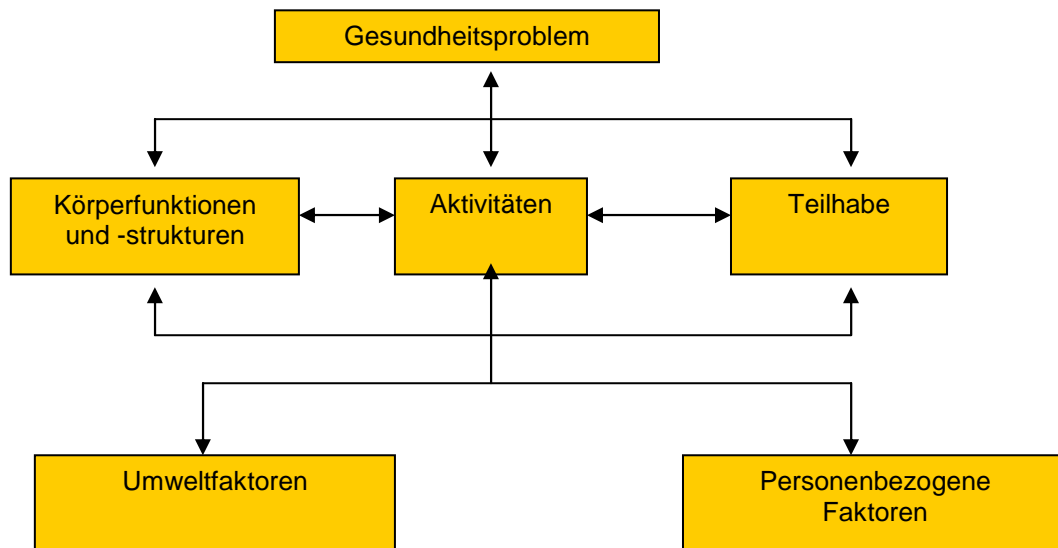 Gesundheitsproblem
Körperfunktionen
und -strukturen
Aktivitäten
Teilhabe
Umweltfaktoren
Personenbezogene
Faktoren